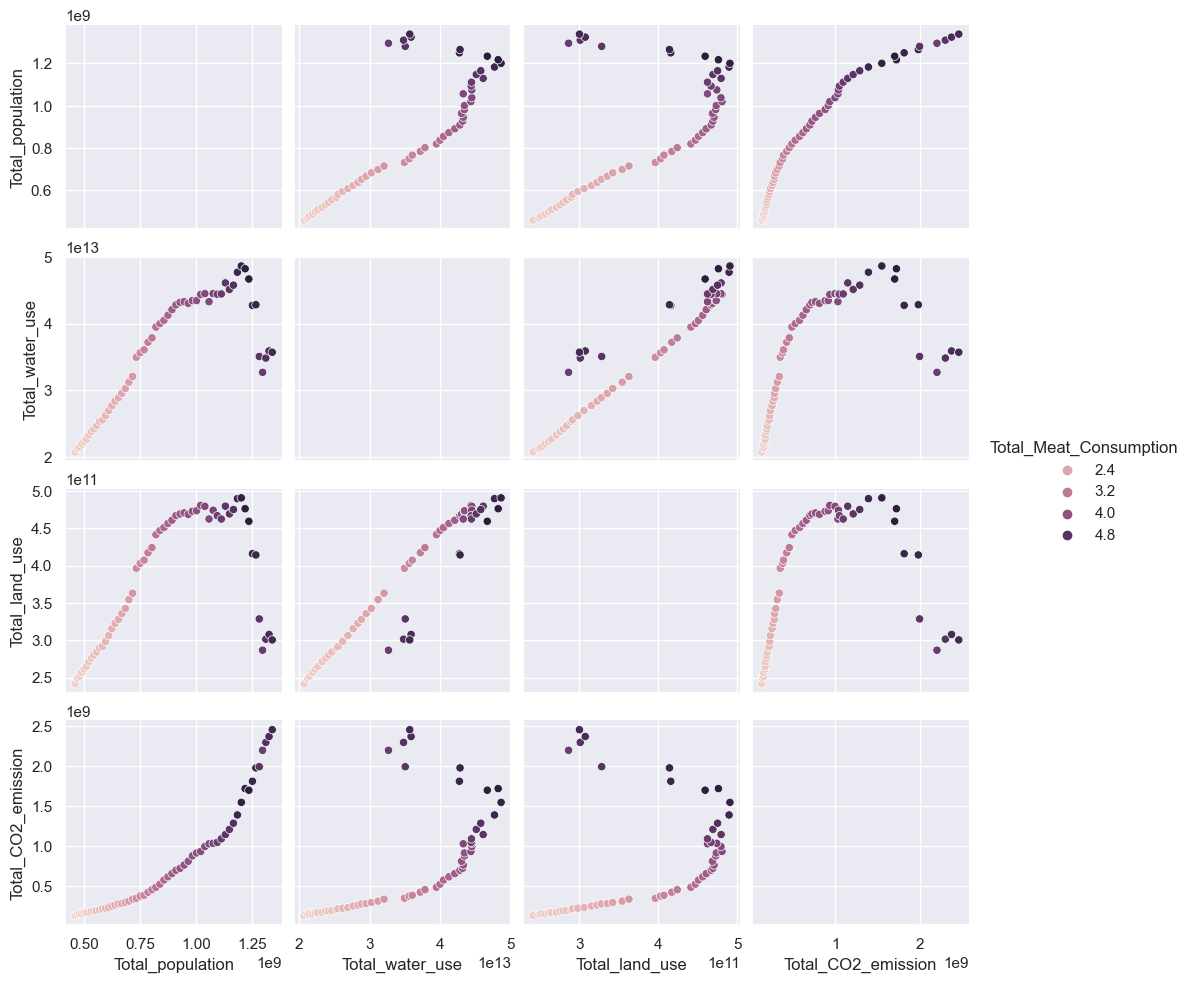 1e9
Total_population
1.2
1.0
0.8
0.6
1e13
Total_water_use
5
4
3
2
Total_Meat_Consumption
2.4
3.2
4.0
4.8
1e11
Total_land_use
5.0
4.5
4.0
3.5
3.0
2.5
1e9
Total_CO2_emission
2.5
2.0
1.5
1.0
0.5
0.50 0.75 1.00 1.25 2 3 4 5 3 4 5 1 2
Total_population 1e9 Total_water_use 1e13 Total_land_use 1e11 Total_CO2_emission 1e9